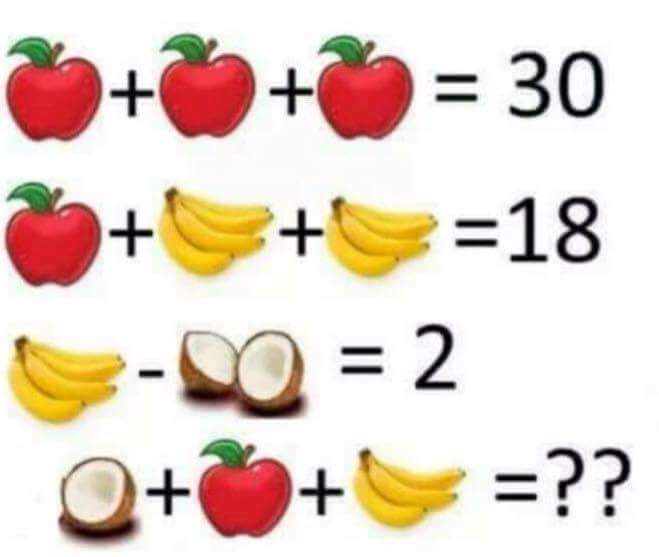 + + = 30
+ + =18
- = 2
+ + =??